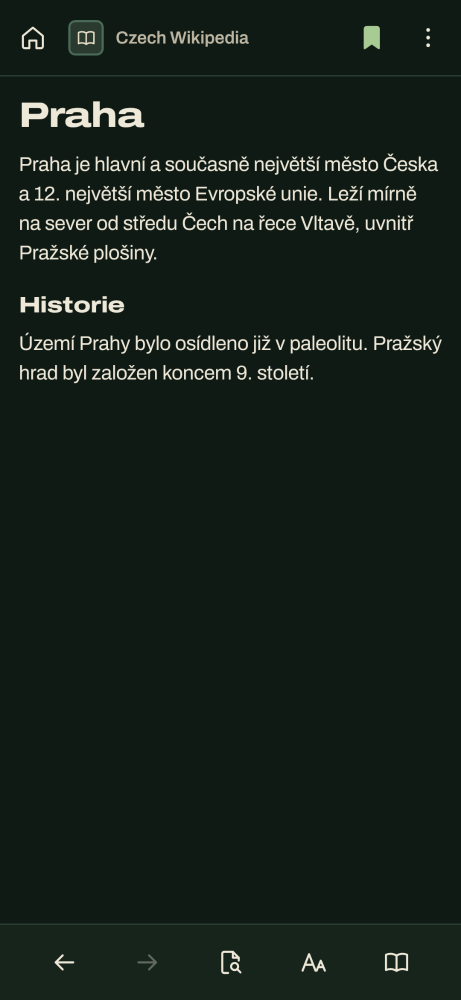 Czech Wikipedia
Praha
Praha je hlavní a současně největší město Česka
a 12. největší město Evropské unie. Leží mírně
na sever od středu Čech na řece Vltavě, uvnitř
Pražské plošiny.
Historie
Území Prahy bylo osídleno již v paleolitu. Pražský
hrad byl založen koncem 9. století.